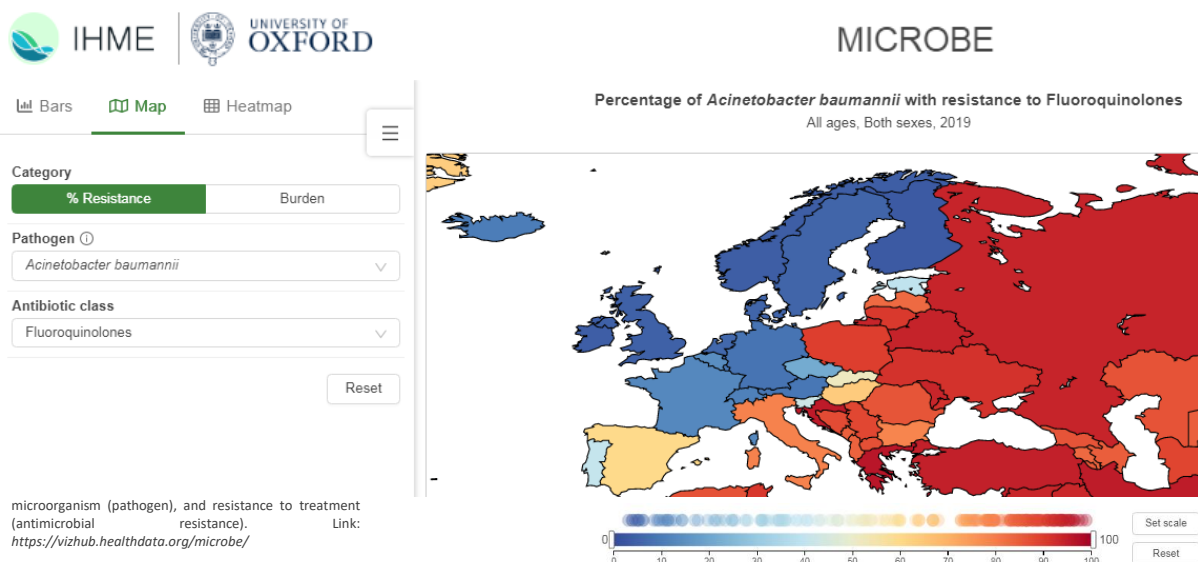 IHME
UNIVERSITY OF
OXFORD
MICROBE
Bars
Map
Heatmap
Category
% Resistance
Burden
Pathogen
Acinetobacter baumannii
Antibiotic class
Fluoroquinolones
Reset
microorganism (pathogen), and resistance to treatment
(antimicrobial resistance). Link:
https://vizhub.healthdata.org/microbe/
Percentage of Acinetobacter baumannii with resistance to Fluoroquinolones
All ages, Both sexes, 2019
0
100
0 10 20 30 40 50 60 70 80 90 100
Set scale
Reset